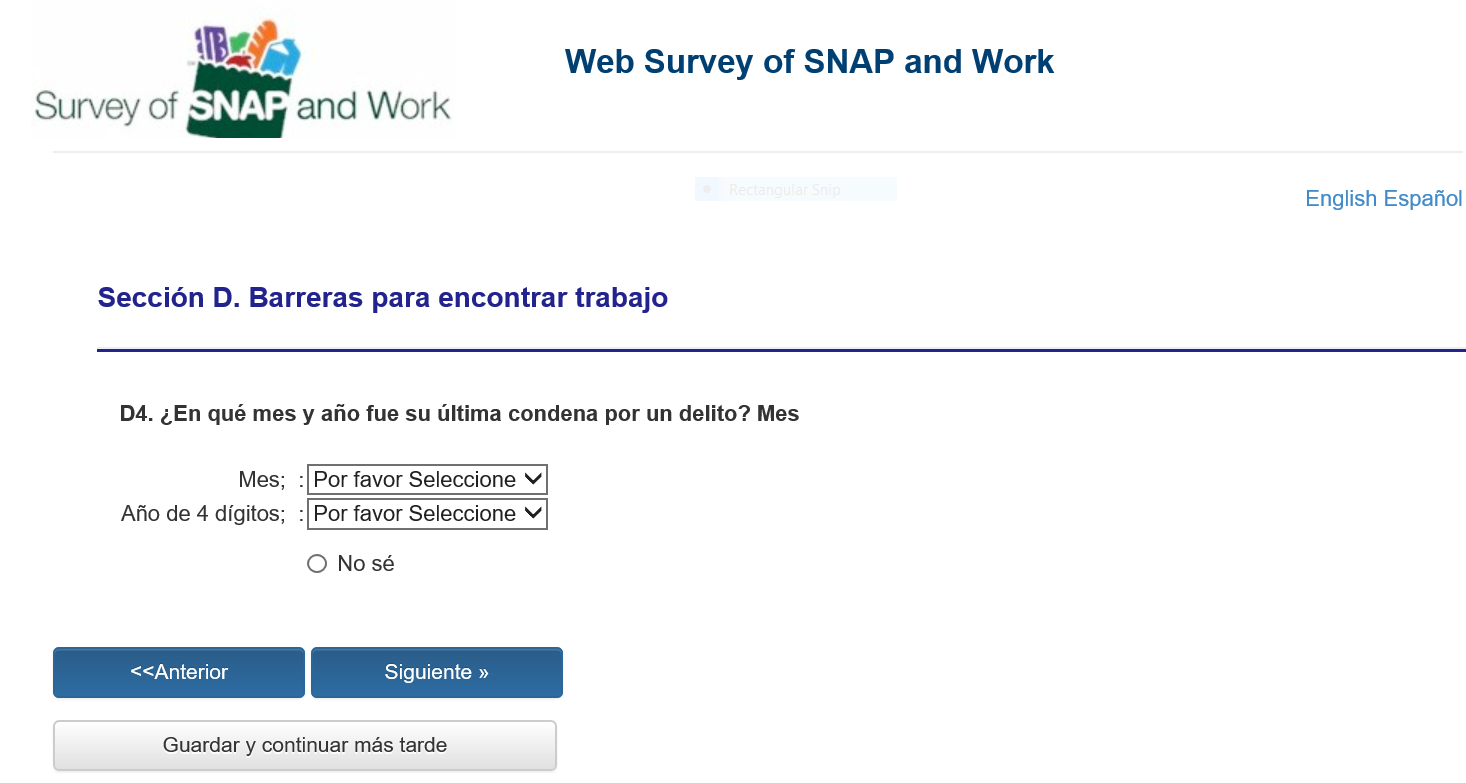 Survey of SNAP and Work
Web Survey of SNAP and Work
Rectangular Snip
English Español
Sección D. Barreras para encontrar trabajo
D4. ¿En qué mes y año fue su última condena por un delito? Mes
Mes; : Por favor Seleccione
Año de 4 dígitos; : Por favor Seleccione
No sé
<<Anterior Siguiente »
Guardar y continuar más tarde